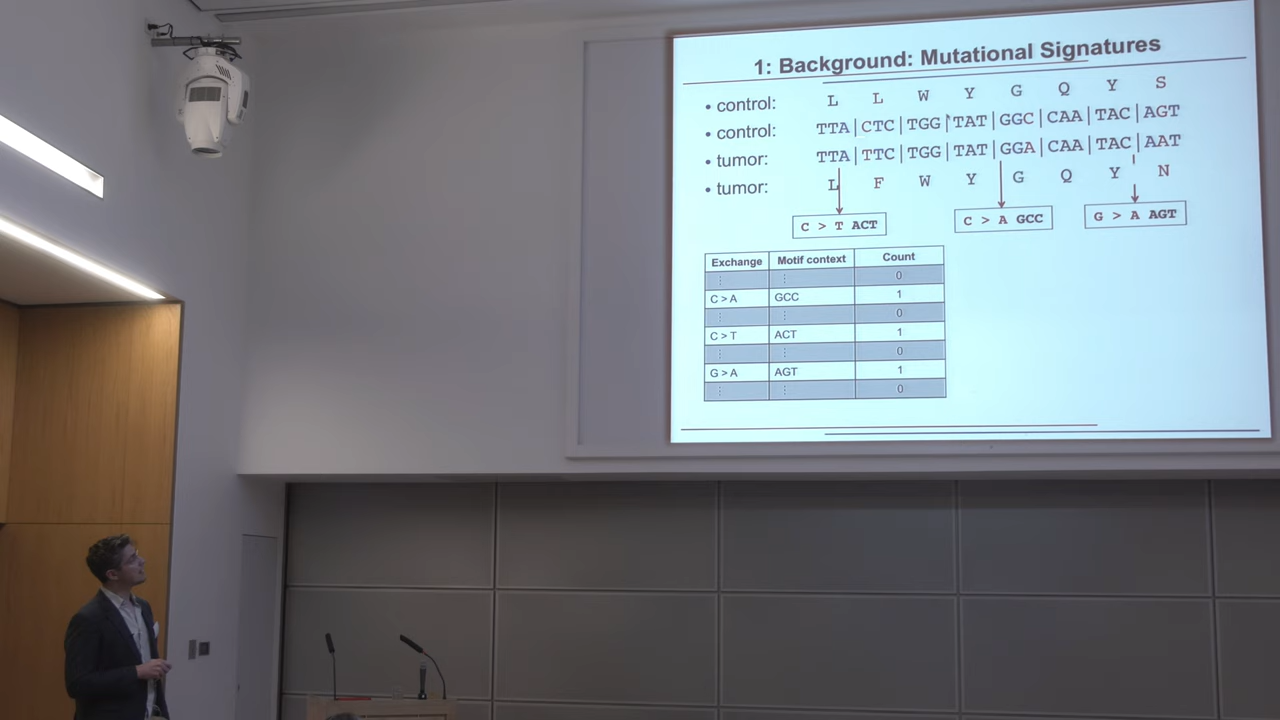 1: Background: Mutational Signatures
• control: L L W Y G Q Y S
• control: TTA|CTC|TGG|TAT|GGC|CAA|TAC|AGT
• tumor: TTA|TTC|TGG|TAT|GGA|CAA|TAC|AAT
• tumor: L F W Y G Q Y N
C > T ACT C > A GCC G > A AGT
Exchange Motif context Count
⋮ ⋮ 0
C > A GCC 1
⋮ ⋮ 0
C > T ACT 1
⋮ ⋮ 0
G > A AGT 1
⋮ ⋮ 0